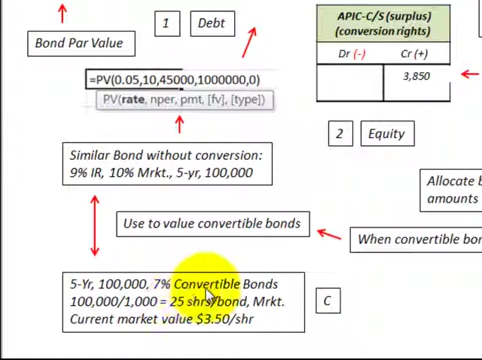 1 Debt
Bond Par Value
APIC-C/S (surplus)
(conversion rights)
Dr (-) Cr (+)
3,850
=PV(0.05,10,45000,1000000,0)
PV(rate, nper, pmt, [fv], [type])
2 Equity
Similar Bond without conversion:
9% IR, 10% Mrkt., 5-yr, 100,000
Allocate
amounts
Use to value convertible bonds
When convertible
5-Yr, 100,000, 7% Convertible Bonds
100,000/1,000 = 25 shrs/bond, Mrkt.
Current market value $3.50/shr
C